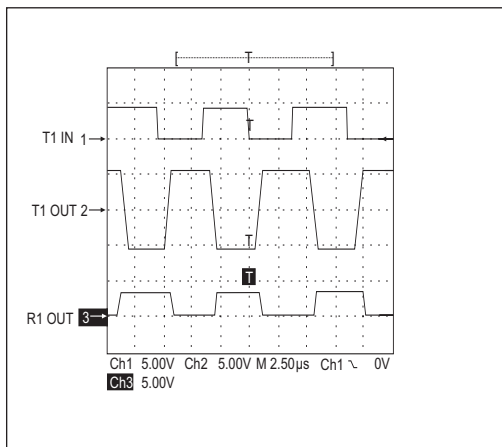 T
T1 IN 1
T
T1 OUT 2
T
T
R1 OUT 3
Ch1 5.00V Ch2 5.00V M 2.50µs Ch1 0V
Ch3 5.00V